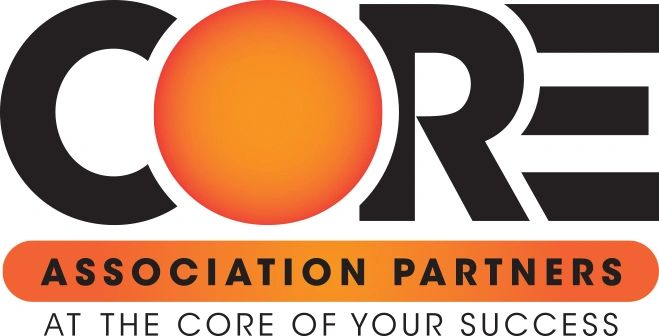 CORE
ASSOCIATION PARTNERS
AT THE CORE OF YOUR SUCCESS